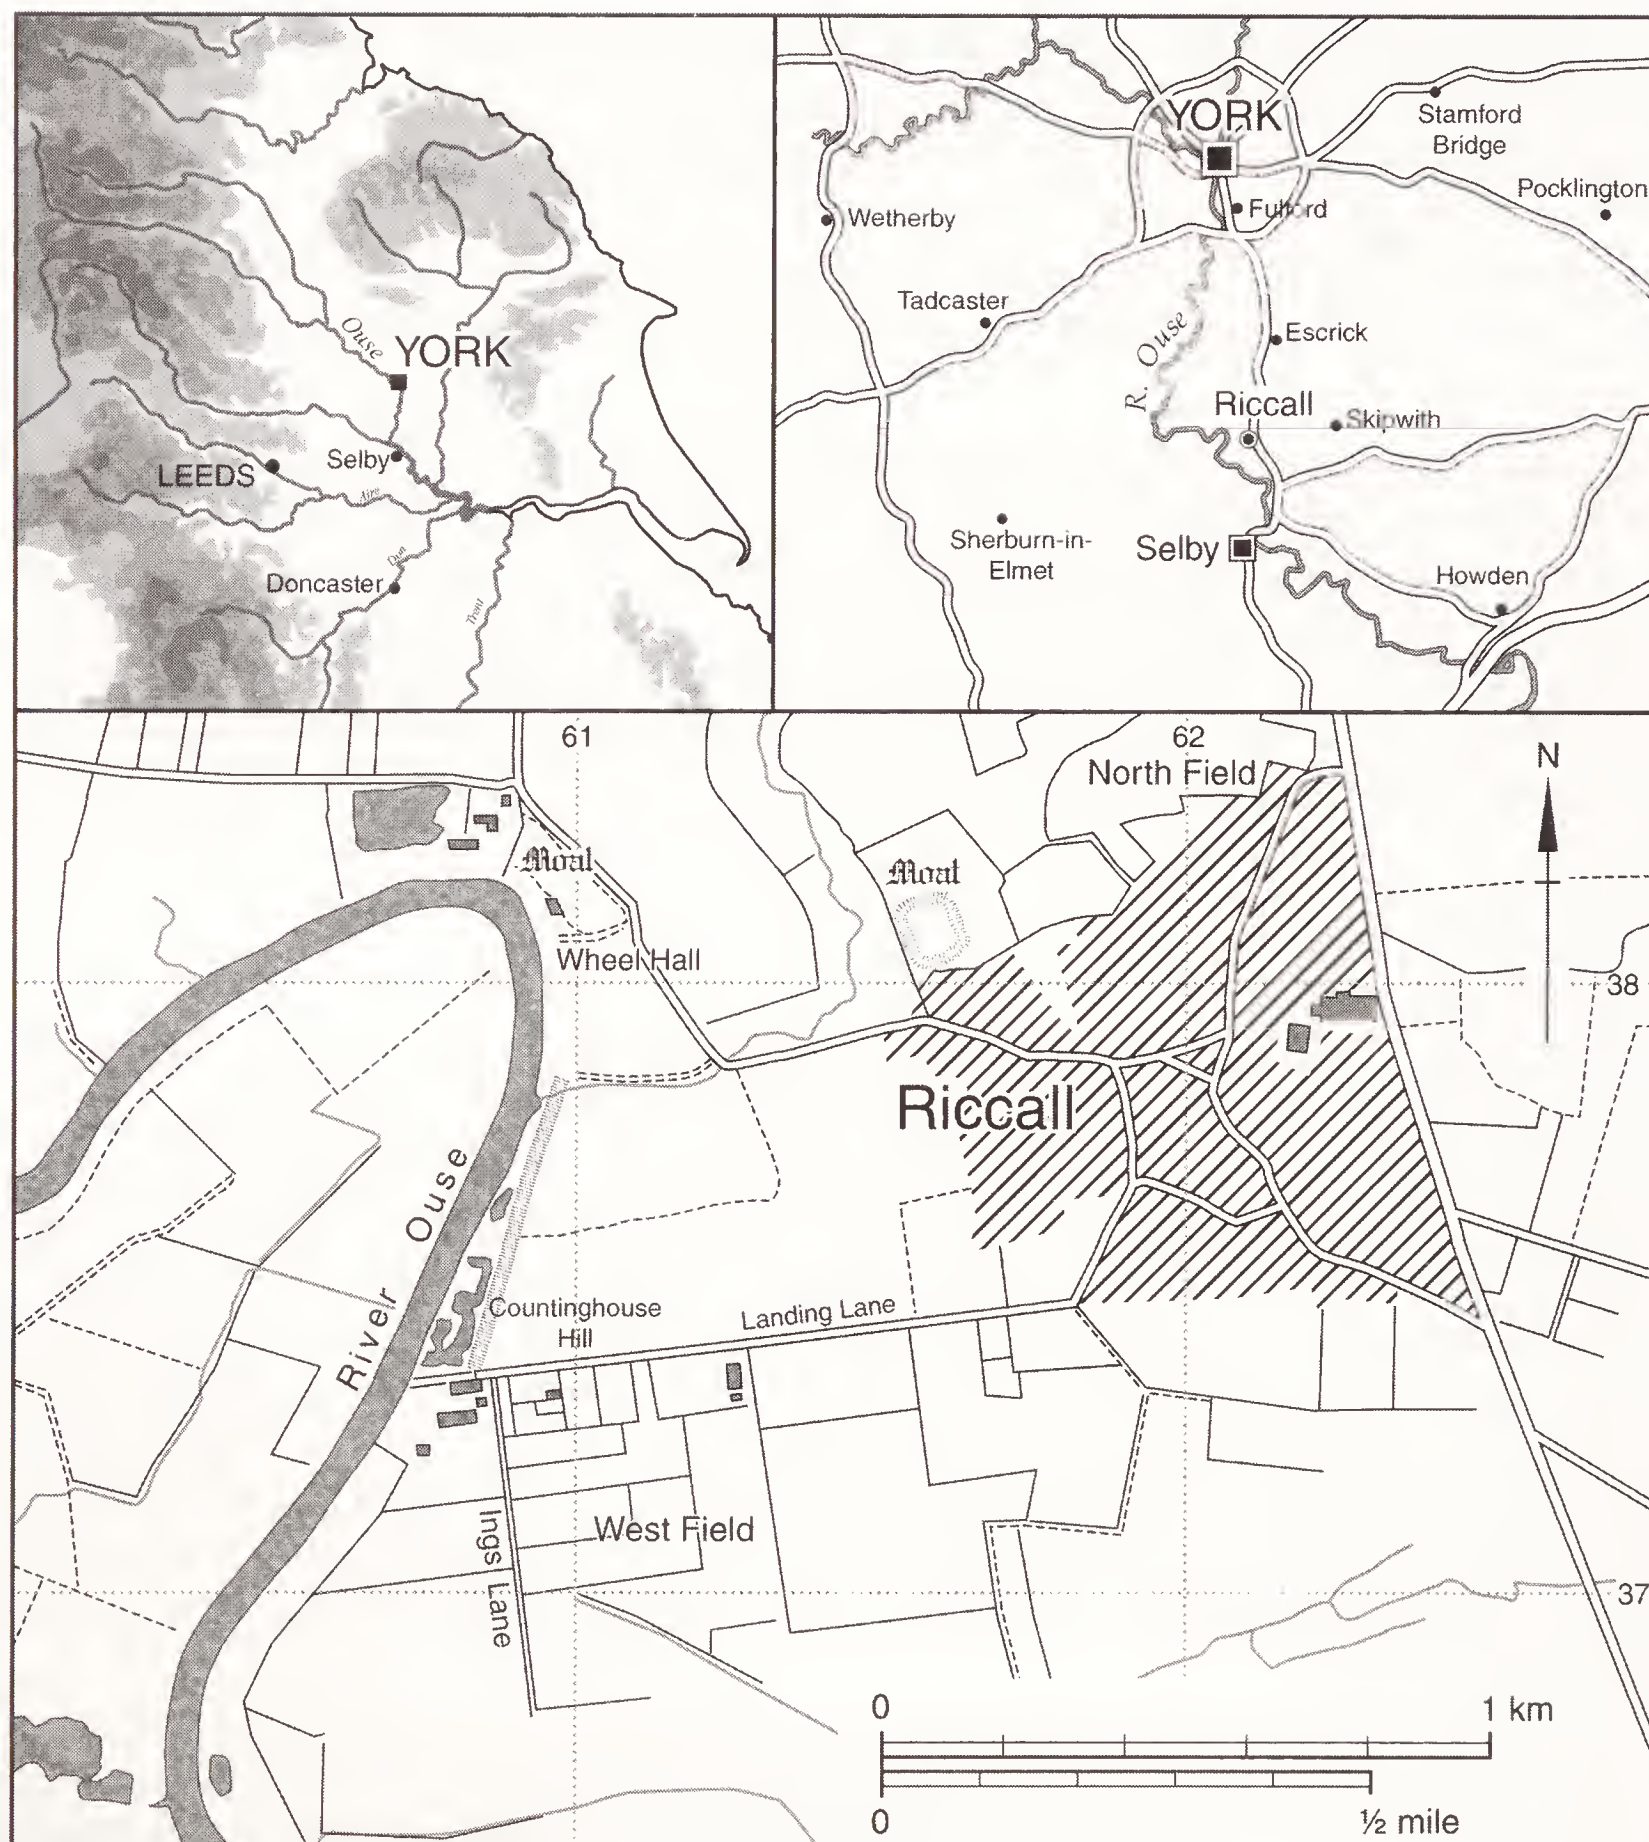 Ouse
YORK
LEEDS
Selby
Aire
Don
Doncaster
Trent
YORK
Stamford
Bridge
Pocklington
Wetherby
Fulford
Tadcaster
R. Ouse
Escrick
Riccall
Skipwith
Sherburn-in-
Elmet
Selby
Howden
61
62
North Field
N
Moat
Moat
Wheel Hall
38
Riccall
River Ouse
Countinghouse
Hill
Landing Lane
Ings Lane
West Field
37
0
1 km
0
½ mile